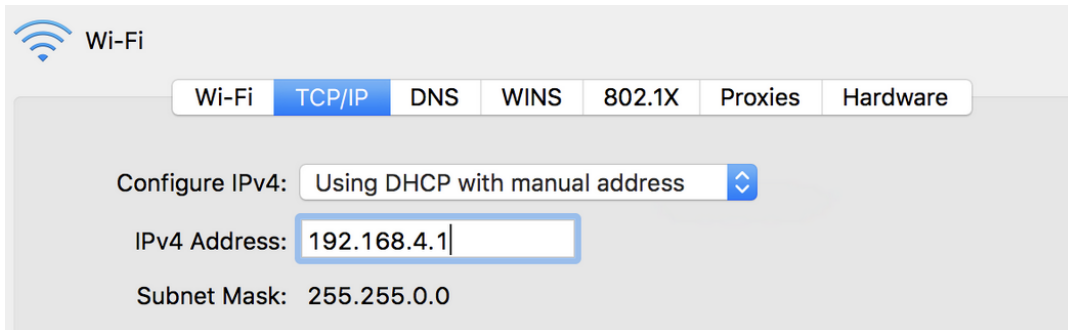 Wi-Fi
Wi-Fi TCP/IP DNS WINS 802.1X Proxies Hardware
Configure IPv4: Using DHCP with manual address
IPv4 Address: 192.168.4.1
Subnet Mask: 255.255.0.0